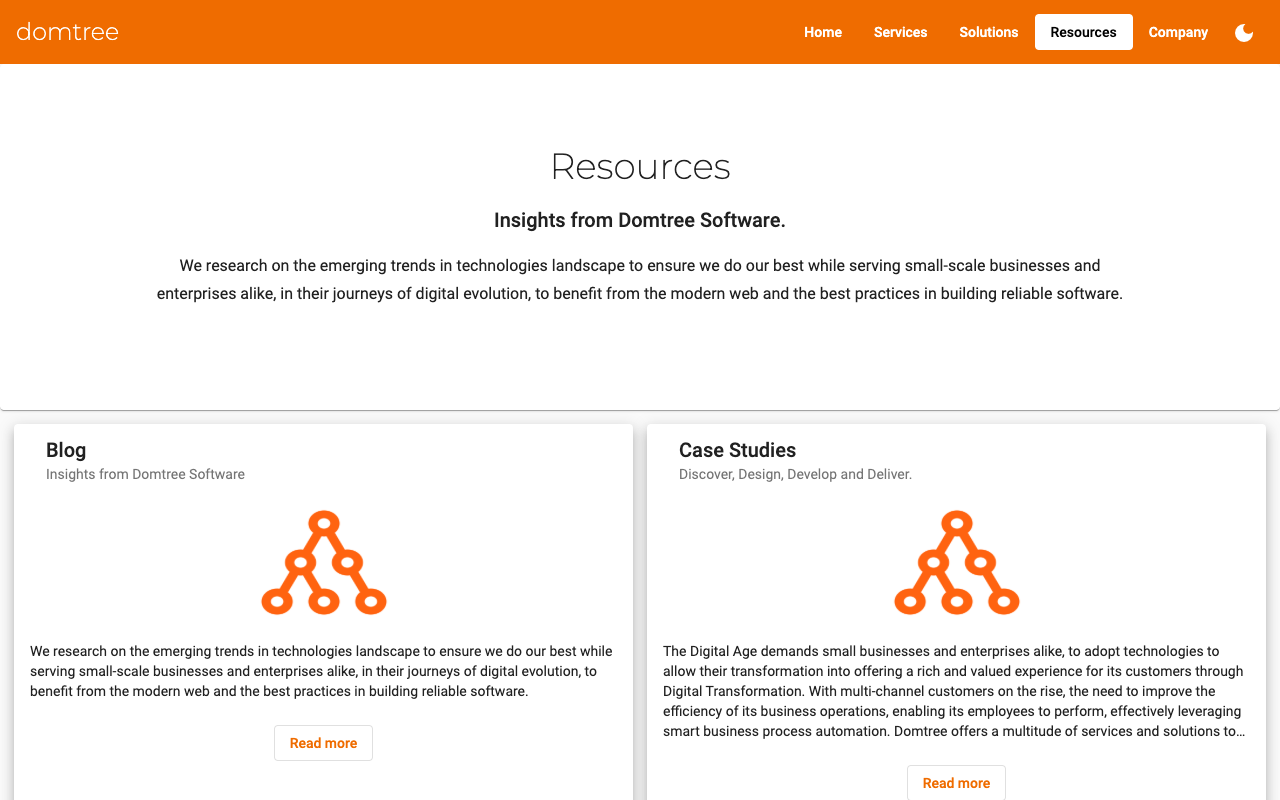 domtree
Home
Services
Solutions
Resources
Company
Resources
Insights from Domtree Software.
We research on the emerging trends in technologies landscape to ensure we do our best while serving small-scale businesses and
enterprises alike, in their journeys of digital evolution, to benefit from the modern web and the best practices in building reliable software.
Blog
Insights from Domtree Software
We research on the emerging trends in technologies landscape to ensure we do our best while
serving small-scale businesses and enterprises alike, in their journeys of digital evolution, to
benefit from the modern web and the best practices in building reliable software.
Read more
Case Studies
Discover, Design, Develop and Deliver.
The Digital Age demands small businesses and enterprises alike, to adopt technologies to
allow their transformation into offering a rich and valued experience for its customers through
Digital Transformation. With multi-channel customers on the rise, the need to improve the
efficiency of its business operations, enabling its employees to perform, effectively leveraging
smart business process automation. Domtree offers a multitude of services and solutions to…
Read more